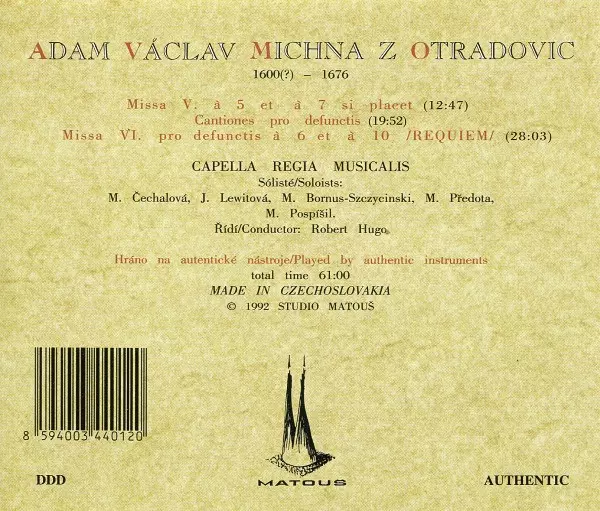 ADAM VÁCLAV MICHNA Z OTRADOVIC
1600(?) – 1676
Missa V. à 5 et á 7 si placet (12:47)
Cantiones pro defunctis (19:52)
Missa VI. pro defunctis à 6 et à 10 /REQUIEM/ (28:03)
CAPELLA REGIA MUSICALIS
Sólisté/Soloists:
M. Čechalová, J. Lewitová, M. Bornus-Szczycinski, M. Předota,
M. Pospíšil.
Řídí/Conductor: Robert Hugo
Hráno na autentické nástroje/Played by authentic instruments
total time 61:00
MADE IN CZECHOSLOVAKIA
© 1992 STUDIO MATOUŠ
8 594003 440120
DDD
MATOUŠ
AUTHENTIC